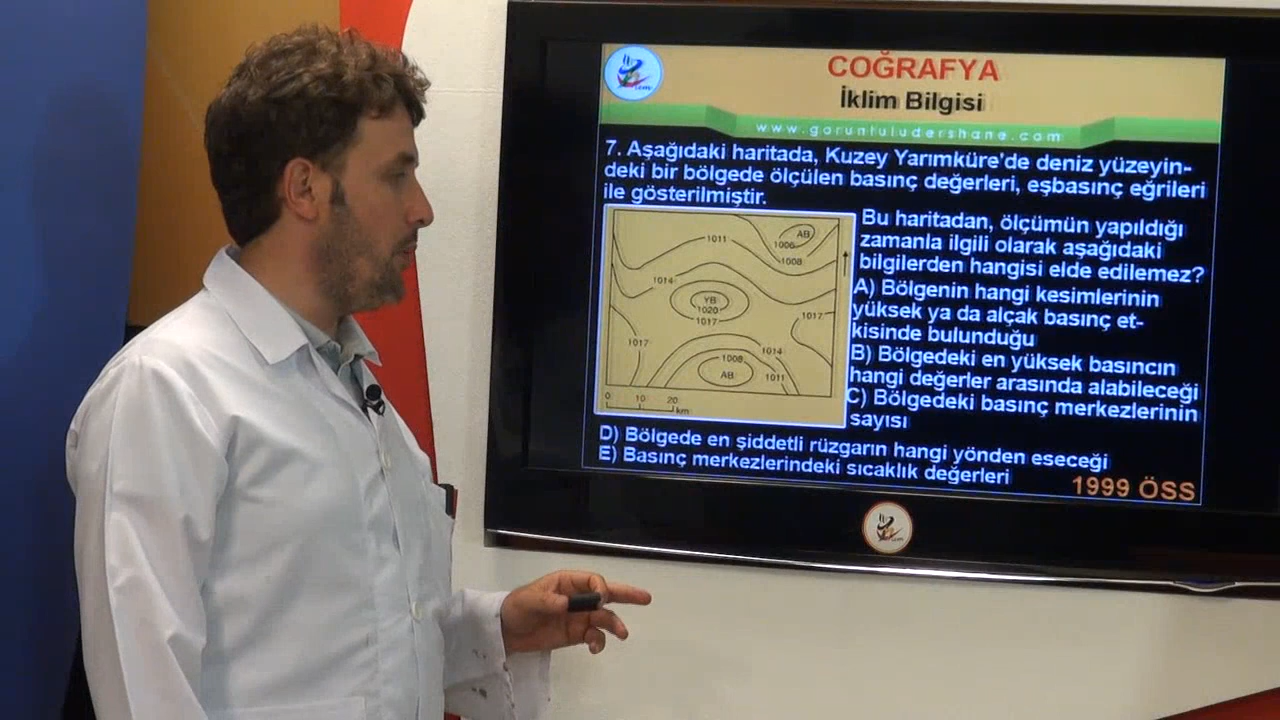 COĞRAFYA
İklim Bilgisi
www.goruntuludershane.com
7. Aşağıdaki haritada, Kuzey Yarımküre'de deniz yüzeyin-
deki bir bölgede ölçülen basınç değerleri, eşbasınç eğrileri
ile gösterilmiştir.
AB
1011
1006
1008
1014
YB
1020
1017
1017
1017
1014
1008
AB
1011
0 10 20
km
Bu haritadan, ölçümün yapıldığı
zamanla ilgili olarak aşağıdaki
bilgilerden hangisi elde edilemez?
A) Bölgenin hangi kesimlerinin
yüksek ya da alçak basınç et-
kisinde bulunduğu
B) Bölgedeki en yüksek basıncın
hangi değerler arasında alabileceği
C) Bölgedeki basınç merkezlerinin
sayısı
D) Bölgede en şiddetli rüzgarın hangi yönden eseceği
E) Basınç merkezlerindeki sıcaklık değerleri
1999 ÖSS